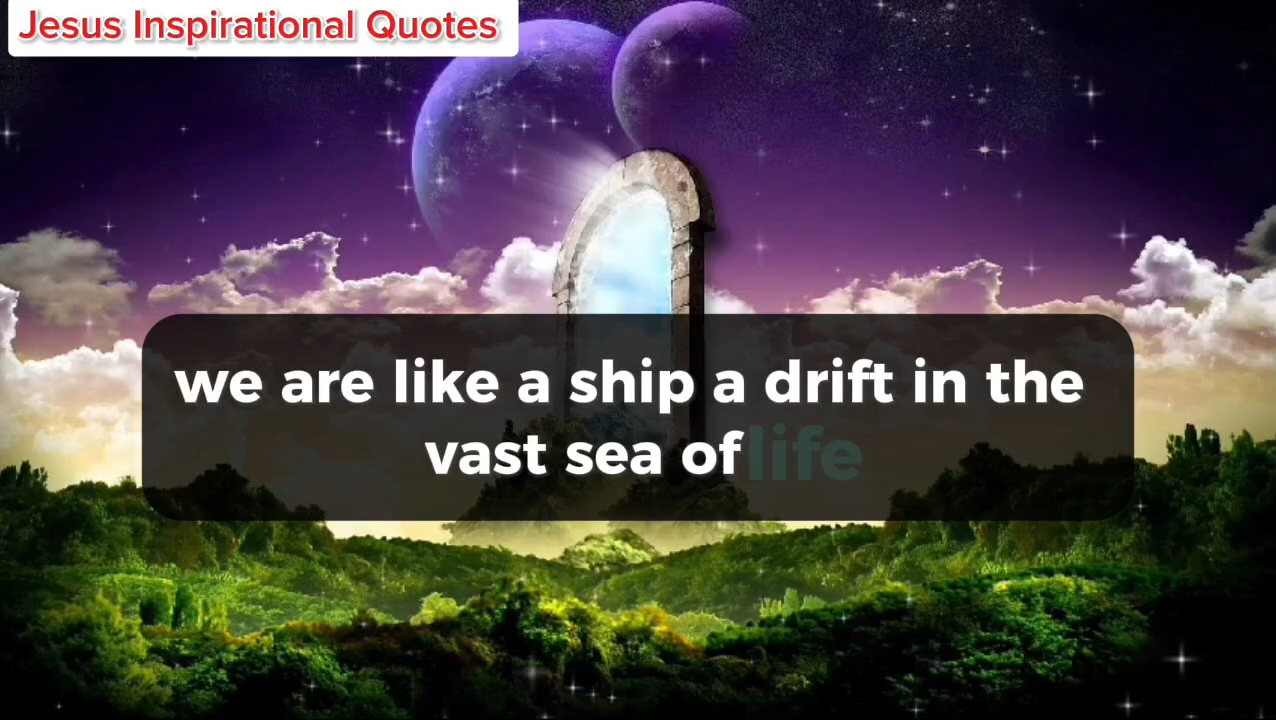 Jesus Inspirational Quotes
we are like a ship a drift in the
vast sea of life